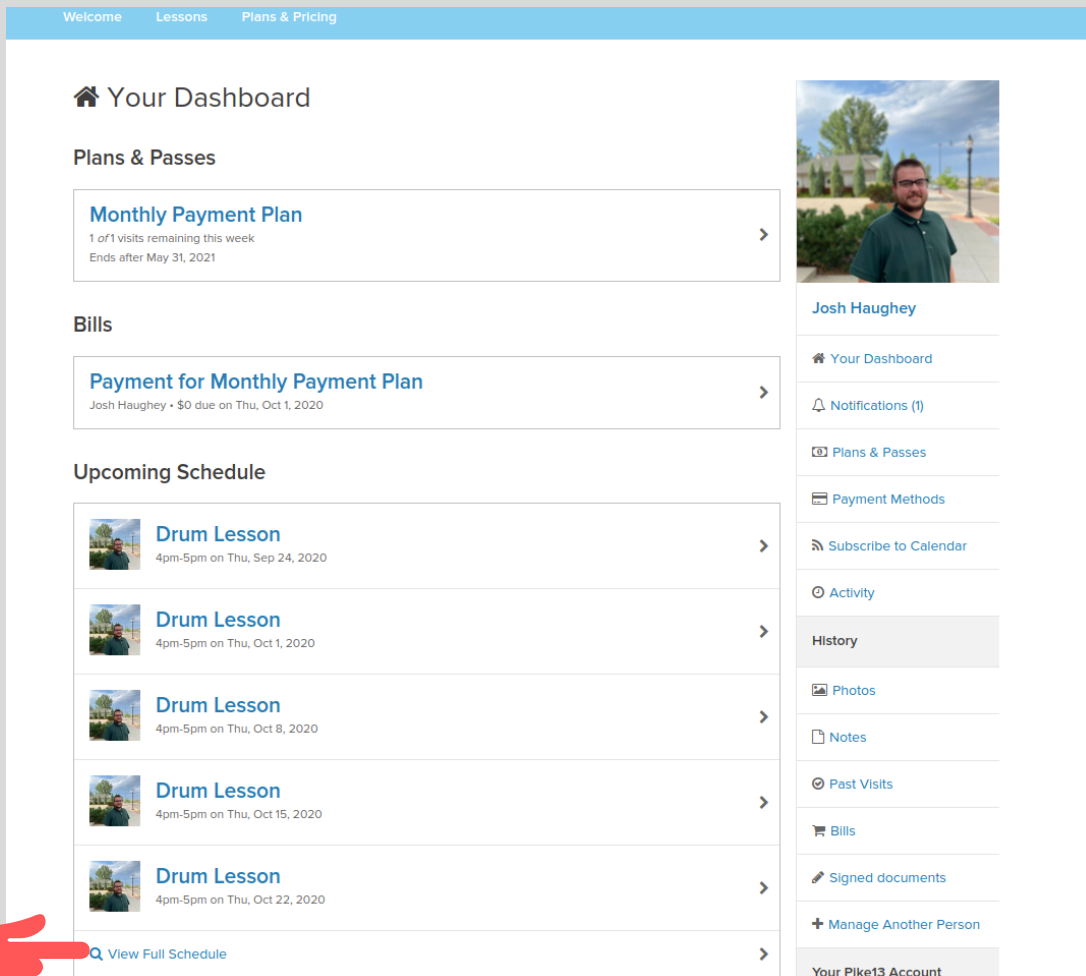 Welcome Lessons Plans & Pricing
Your Dashboard
Plans & Passes
Monthly Payment Plan
1 of 1 visits remaining this week
Ends after May 31, 2021
Bills
Payment for Monthly Payment Plan
Josh Haughey • $0 due on Thu, Oct 1, 2020
Upcoming Schedule
Drum Lesson
4pm-5pm on Thu, Sep 24, 2020
Drum Lesson
4pm-5pm on Thu, Oct 1, 2020
Drum Lesson
4pm-5pm on Thu, Oct 8, 2020
Drum Lesson
4pm-5pm on Thu, Oct 15, 2020
Drum Lesson
4pm-5pm on Thu, Oct 22, 2020
View Full Schedule
Josh Haughey
Your Dashboard
Notifications (1)
Plans & Passes
Payment Methods
Subscribe to Calendar
Activity
History
Photos
Notes
Past Visits
Bills
Signed documents
Manage Another Person
Your Pike13 Account